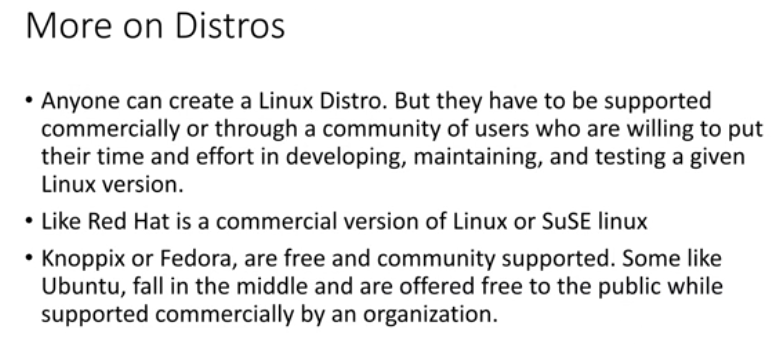 More on Distros
• Anyone can create a Linux Distro. But they have to be supported
commercially or through a community of users who are willing to put
their time and effort in developing, maintaining, and testing a given
Linux version.
• Like Red Hat is a commercial version of Linux or SuSE linux
• Knoppix or Fedora, are free and community supported. Some like
Ubuntu, fall in the middle and are offered free to the public while
supported commercially by an organization.